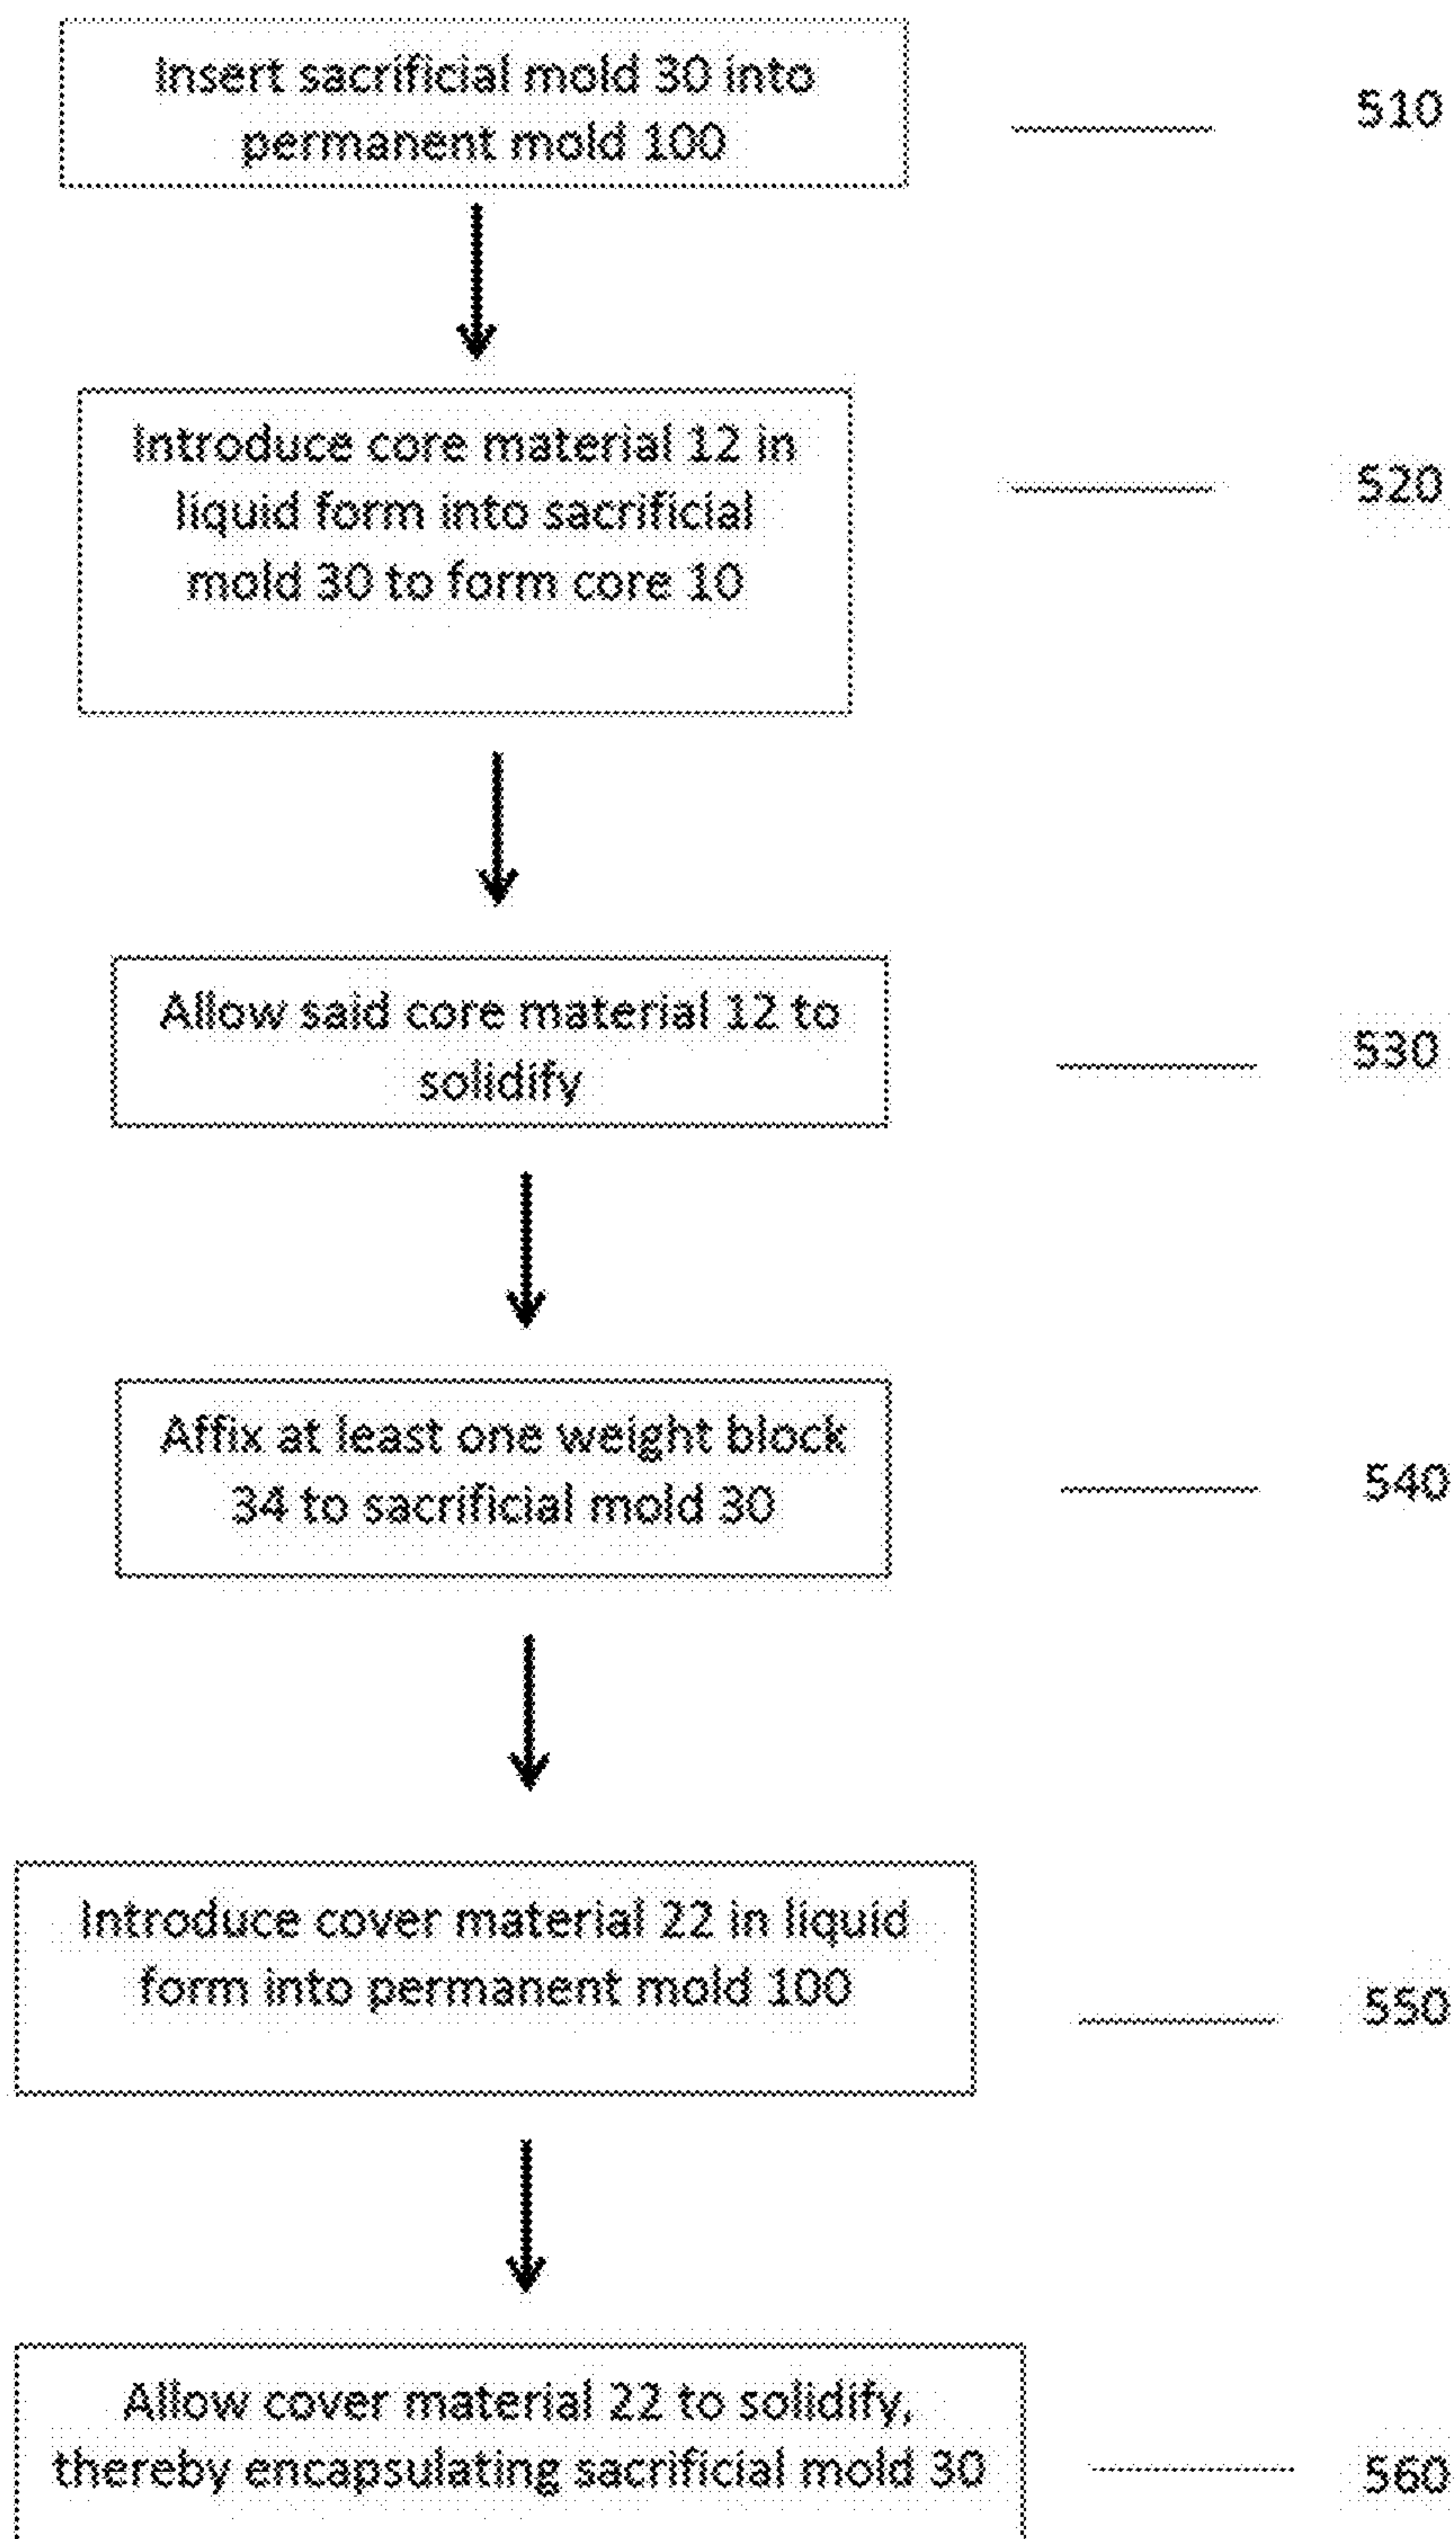 Insert sacrificial mold 30 into
permanent mold 100
510
Introduce core material 12 in
liquid form into sacrificial
mold 30 to form core 10
520
Allow said core material 12 to
solidify
530
Affix at least one weight block
34 to sacrificial mold 30
540
Introduce cover material 22 in liquid
form into permanent mold 100
550
Allow cover material 22 to solidify,
thereby encapsulating sacrificial mold 30
560